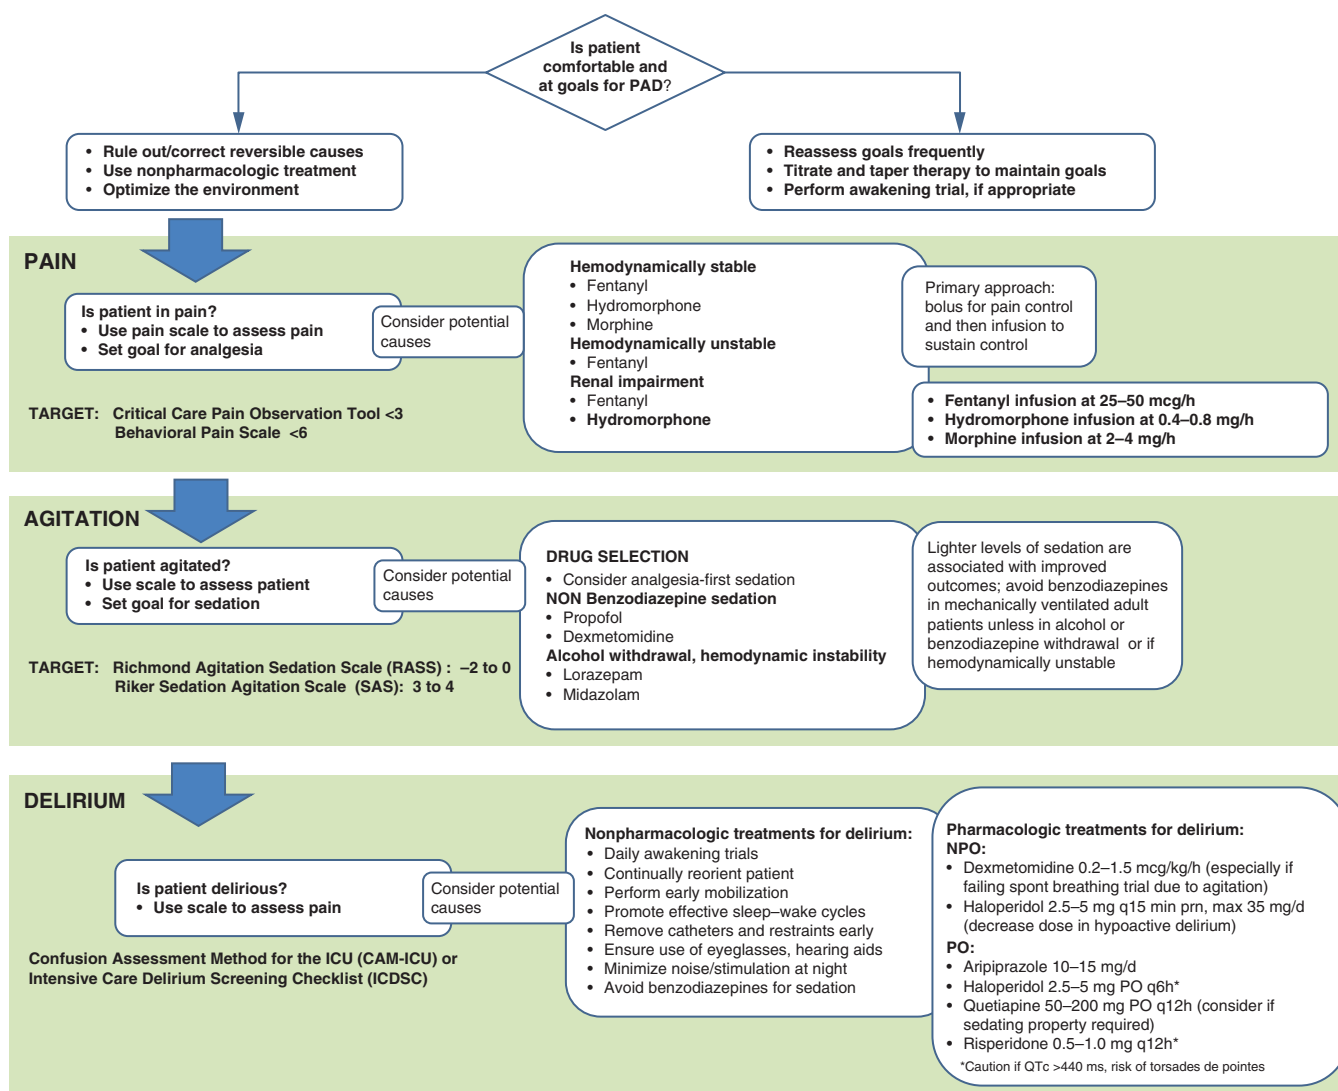 Is patient
comfortable and
at goals for PAD?
• Rule out/correct reversible causes
• Use nonpharmacologic treatment
• Optimize the environment
• Reassess goals frequently
• Titrate and taper therapy to maintain goals
• Perform awakening trial, if appropriate
PAIN
Is patient in pain?
• Use pain scale to assess pain
• Set goal for analgesia
Consider potential
causes
TARGET: Critical Care Pain Observation Tool <3
Behavioral Pain Scale <6
Hemodynamically stable
• Fentanyl
• Hydromorphone
• Morphine
Hemodynamically unstable
• Fentanyl
Renal impairment
• Fentanyl
• Hydromorphone
Primary approach:
bolus for pain control
and then infusion to
sustain control
• Fentanyl infusion at 25–50 mcg/h
• Hydromorphone infusion at 0.4–0.8 mg/h
• Morphine infusion at 2–4 mg/h
AGITATION
Is patient agitated?
• Use scale to assess patient
• Set goal for sedation
Consider potential
causes
TARGET: Richmond Agitation Sedation Scale (RASS) : –2 to 0
Riker Sedation Agitation Scale (SAS): 3 to 4
DRUG SELECTION
• Consider analgesia-first sedation
NON Benzodiazepine sedation
• Propofol
• Dexmetomidine
Alcohol withdrawal, hemodynamic instability
• Lorazepam
• Midazolam
Lighter levels of sedation are
associated with improved
outcomes; avoid benzodiazepines
in mechanically ventilated adult
patients unless in alcohol or
benzodiazepine withdrawal or if
hemodynamically unstable
DELIRIUM
Is patient delirious?
• Use scale to assess pain
Consider potential
causes
Confusion Assessment Method for the ICU (CAM-ICU) or
Intensive Care Delirium Screening Checklist (ICDSC)
Nonpharmacologic treatments for delirium:
• Daily awakening trials
• Continually reorient patient
• Perform early mobilization
• Promote effective sleep–wake cycles
• Remove catheters and restraints early
• Ensure use of eyeglasses, hearing aids
• Minimize noise/stimulation at night
• Avoid benzodiazepines for sedation
Pharmacologic treatments for delirium:
NPO:
• Dexmetomidine 0.2–1.5 mcg/kg/h (especially if
failing spont breathing trial due to agitation)
• Haloperidol 2.5–5 mg q15 min prn, max 35 mg/d
(decrease dose in hypoactive delirium)
PO:
• Aripiprazole 10–15 mg/d
• Haloperidol 2.5–5 mg PO q6h*
• Quetiapine 50–200 mg PO q12h (consider if
sedating property required)
• Risperidone 0.5–1.0 mg q12h*
*Caution if QTc >440 ms, risk of torsades de pointes